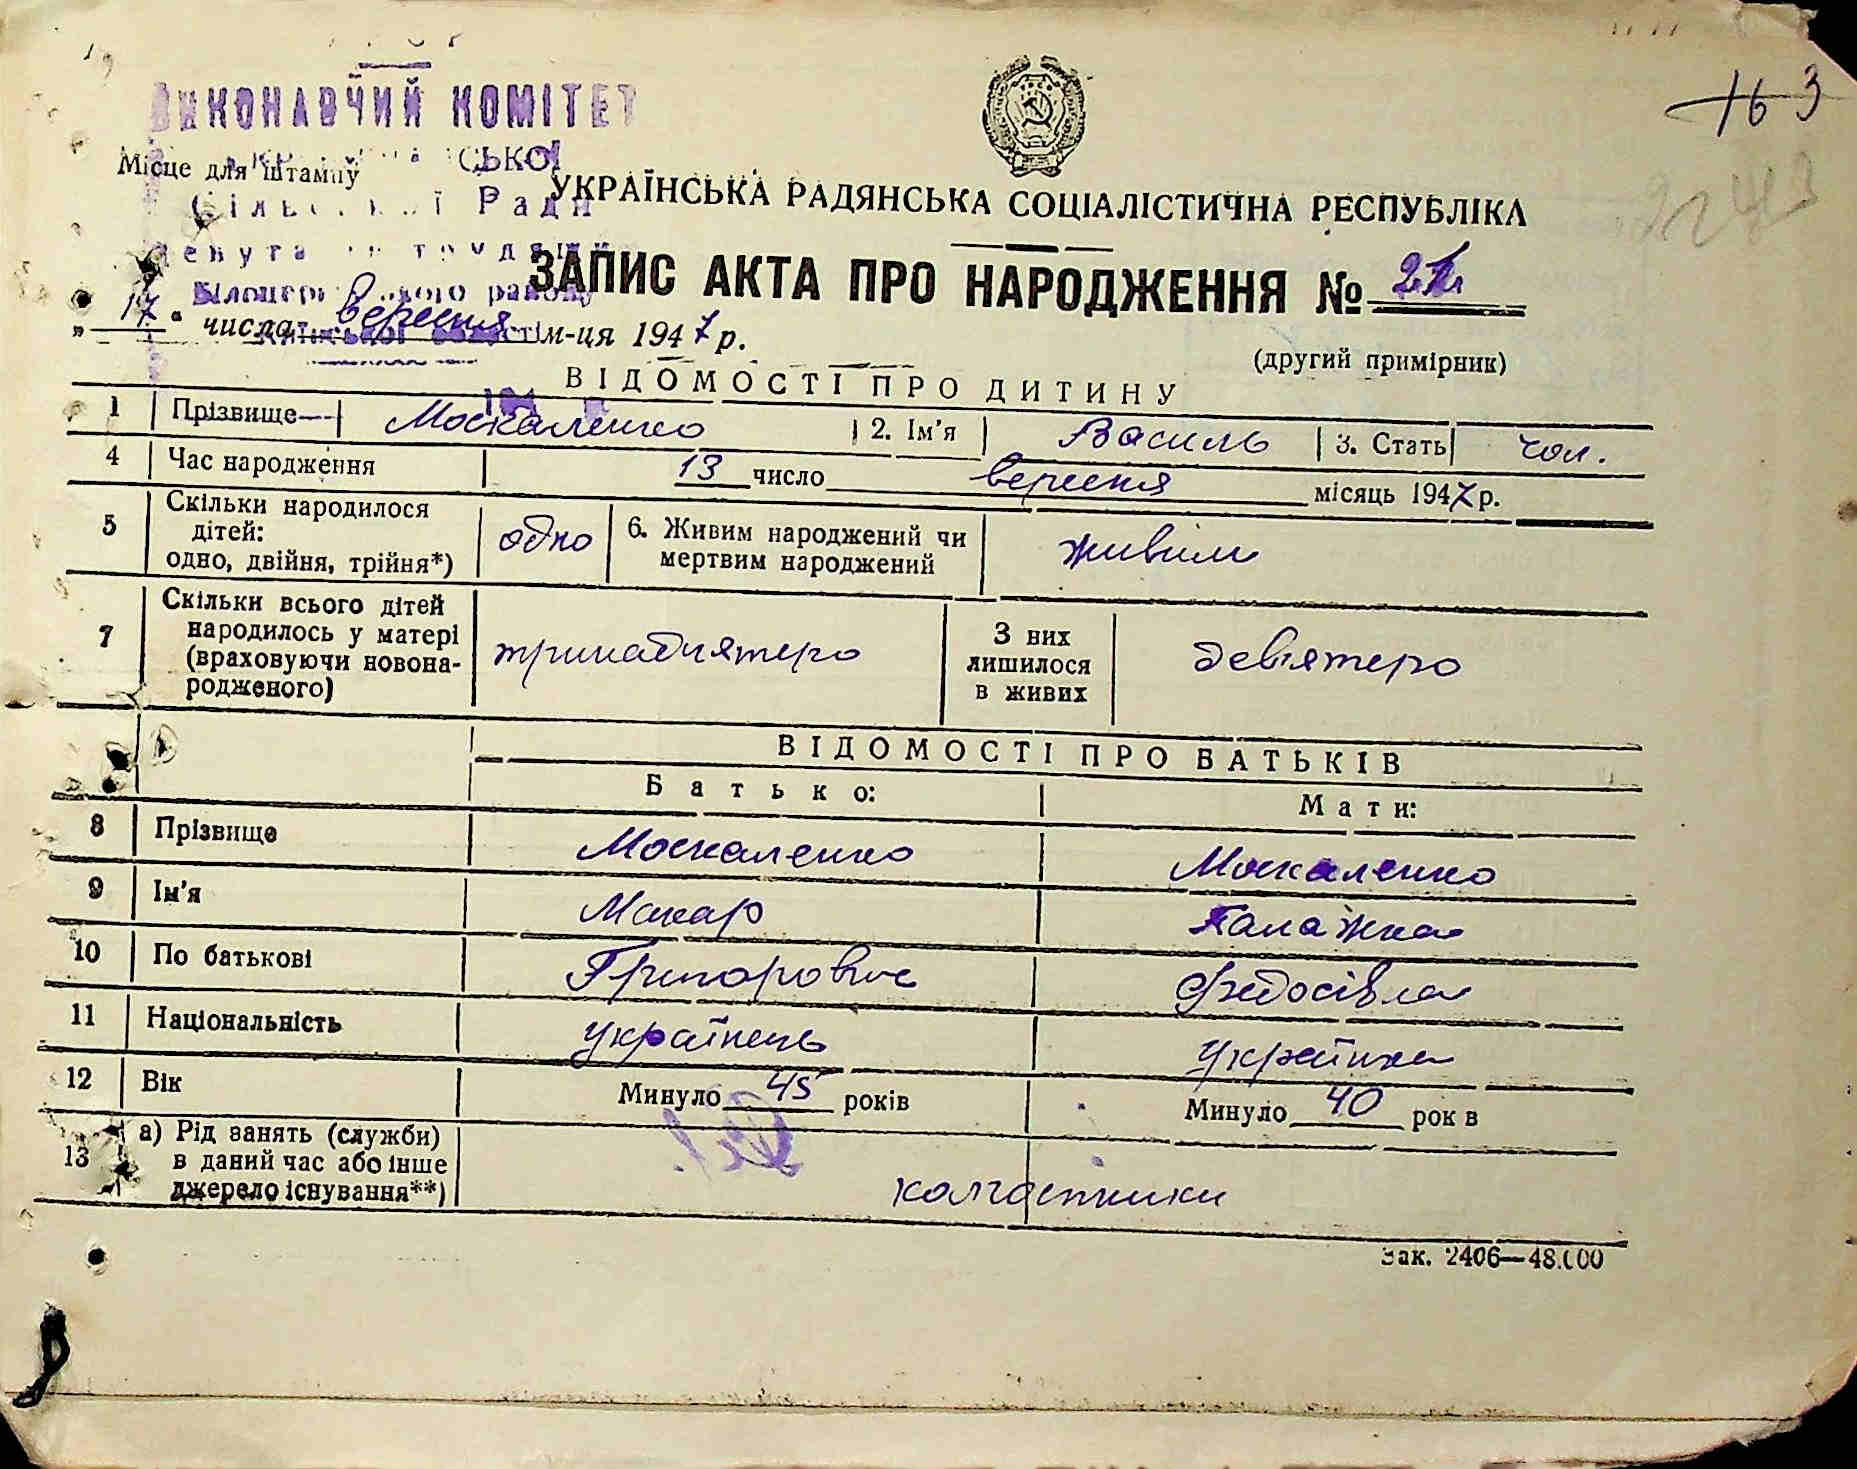 ВИКОНАВЧИЙ КОМІТЕТ
163
Місце для штампу
УКРАЇНСЬКА РАДЯНСЬКА СОЦІАЛІСТИЧНА РЕСПУБЛІКА
ЗАПИС АКТА ПРО НАРОДЖЕННЯ №
„ 17 “ числа вересня м-ця 1947 р.
(другий примірник)
ВІДОМОСТІ ПРО ДИТИНУ
1 Прізвище Москаленко 2. Ім'я Василь 3. Стать чол.
4 Час народження 13 число вересня місяць 1947 р.
5 Скільки народилося
дітей:
одно, двійня, трійня*) одно 6. Живим народжений чи
мертвим народжений живим
7 Скільки всього дітей
народилось у матері
(враховуючи новона-
родженого) тринадцятеро З них
лишилося
в живих девятеро
ВІДОМОСТІ ПРО БАТЬКІВ
Батько: Мати:
8 Прізвище Москаленко Москаленко
9 Ім'я Макар Палажка
10 По батькові Григорович Федосівна
11 Національність українець українка
12 Вік Минуло 45 років Минуло 40 рок в
13 а) Рід занять (служби)
в даний час або інше
джерело існування**) колгоспники
Зак. 2406—48.000